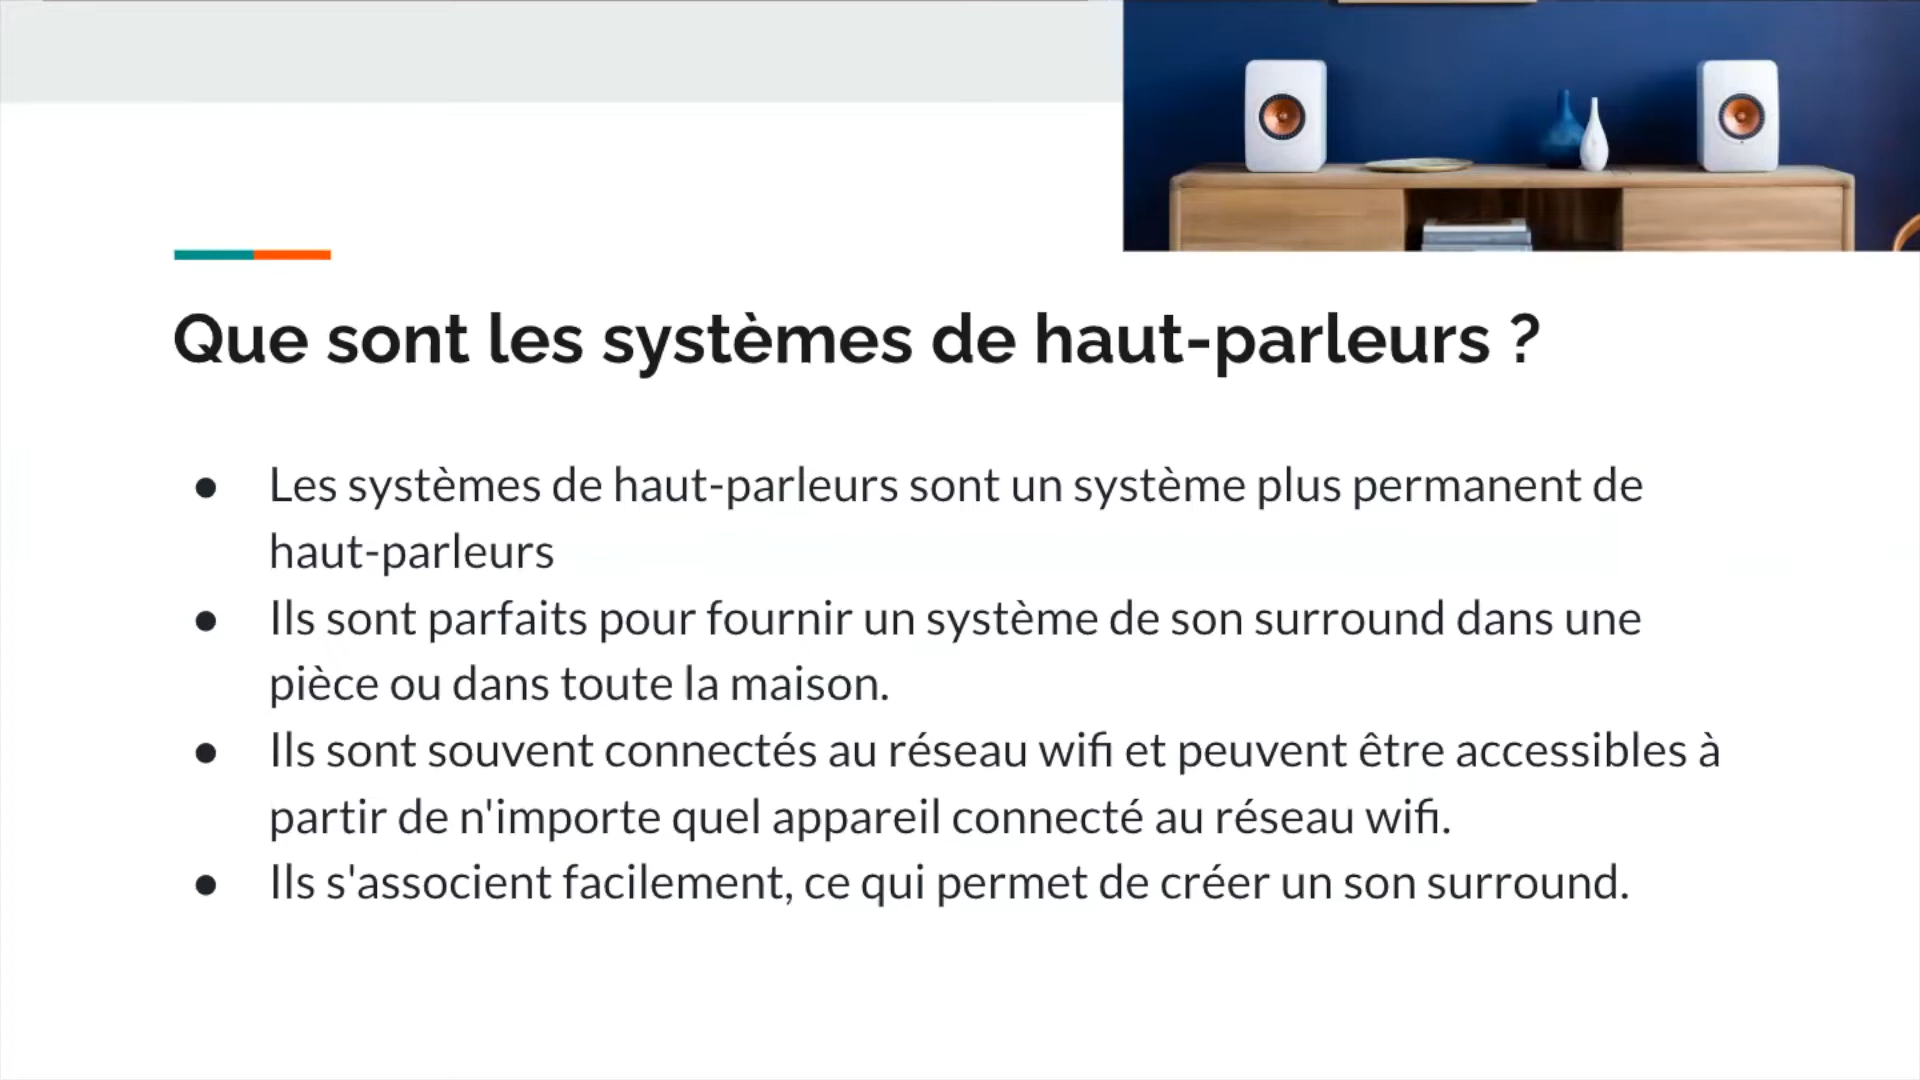 Que sont les systèmes de haut-parleurs ?
● Les systèmes de haut-parleurs sont un système plus permanent de
haut-parleurs
● Ils sont parfaits pour fournir un système de son surround dans une
pièce ou dans toute la maison.
● Ils sont souvent connectés au réseau wifi et peuvent être accessibles à
partir de n'importe quel appareil connecté au réseau wifi.
● Ils s'associent facilement, ce qui permet de créer un son surround.